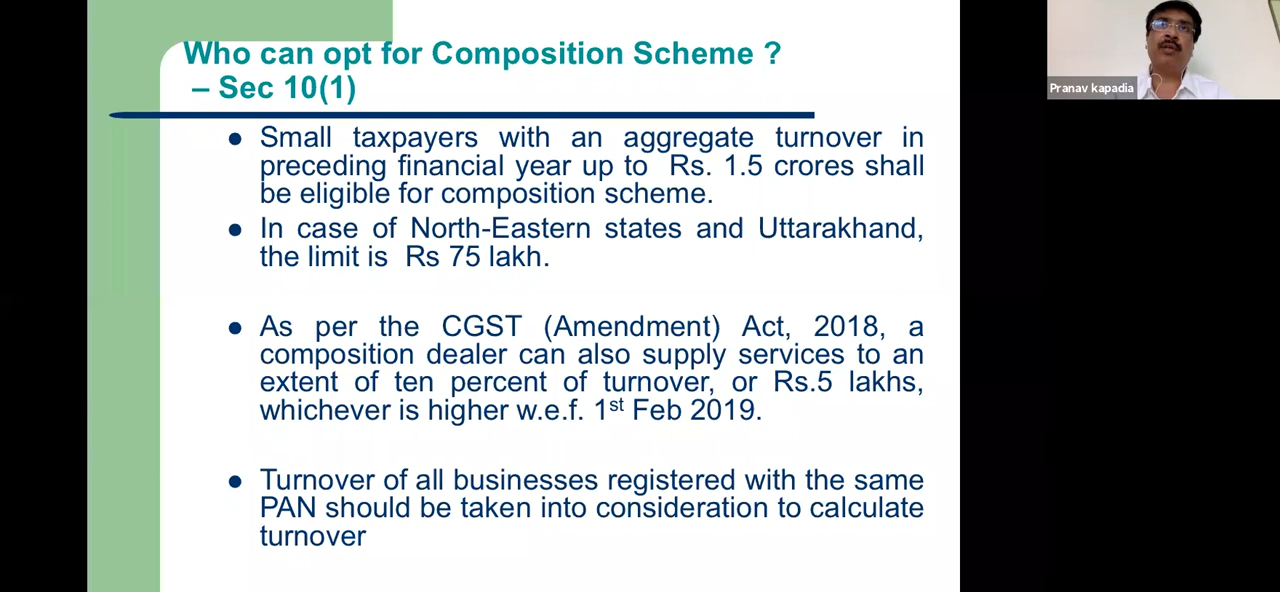 Who can opt for Composition Scheme ?
– Sec 10(1)
● Small taxpayers with an aggregate turnover in
preceding financial year up to Rs. 1.5 crores shall
be eligible for composition scheme.
● In case of North-Eastern states and Uttarakhand,
the limit is Rs 75 lakh.
● As per the CGST (Amendment) Act, 2018, a
composition dealer can also supply services to an
extent of ten percent of turnover, or Rs.5 lakhs,
whichever is higher w.e.f. 1st Feb 2019.
● Turnover of all businesses registered with the same
PAN should be taken into consideration to calculate
turnover
Pranav kapadia